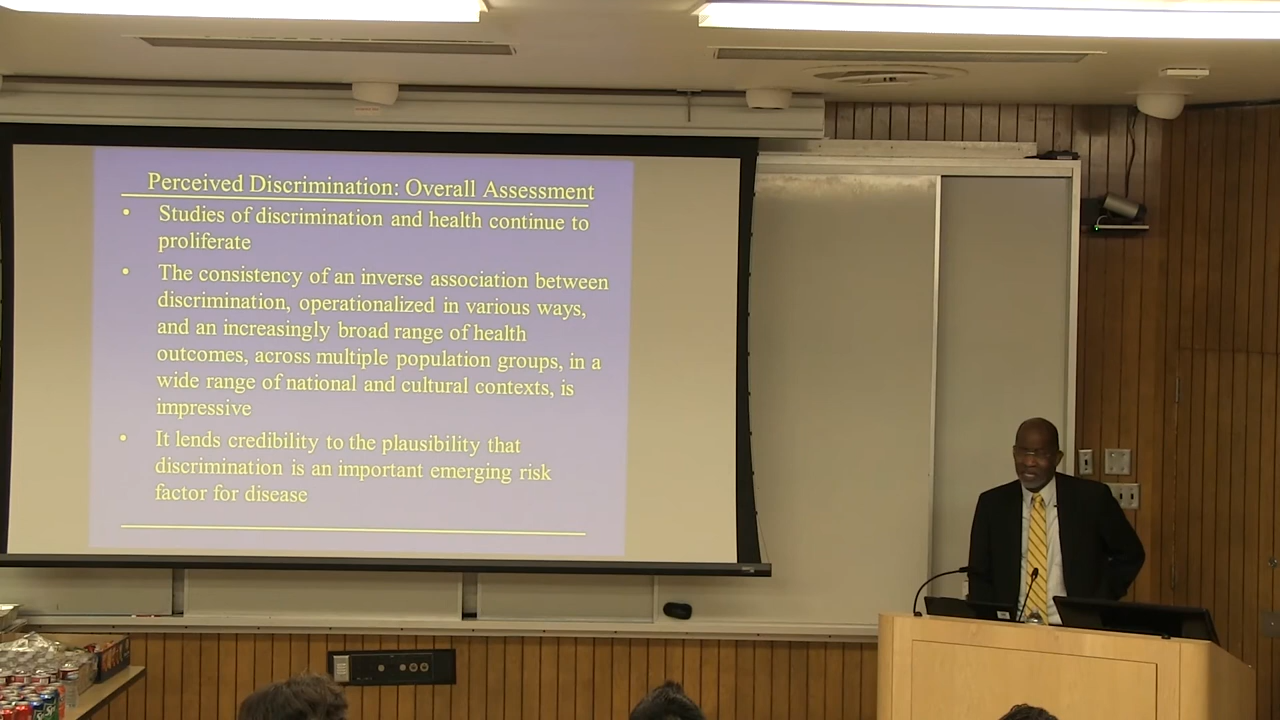 Perceived Discrimination: Overall Assessment
• Studies of discrimination and health continue to
proliferate
• The consistency of an inverse association between
discrimination, operationalized in various ways,
and an increasingly broad range of health
outcomes, across multiple population groups, in a
wide range of national and cultural contexts, is
impressive
• It lends credibility to the plausibility that
discrimination is an important emerging risk
factor for disease